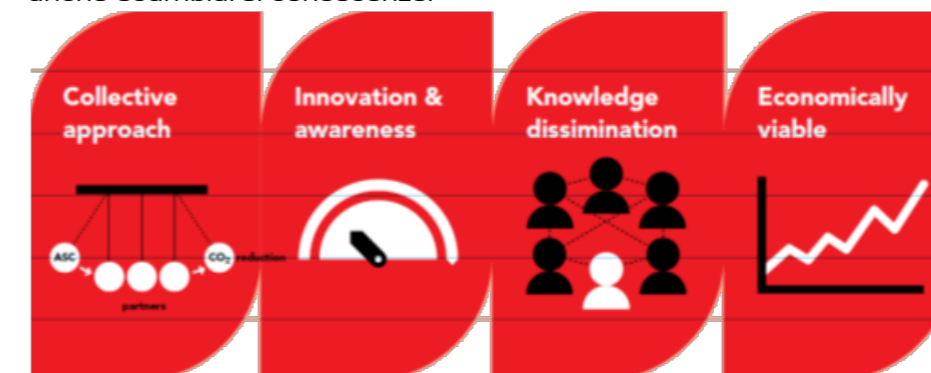 Collective
approach
Innovation &
awareness
Knowledge
dissimination
Economically
viable
ASC
CO2 reduction
partners